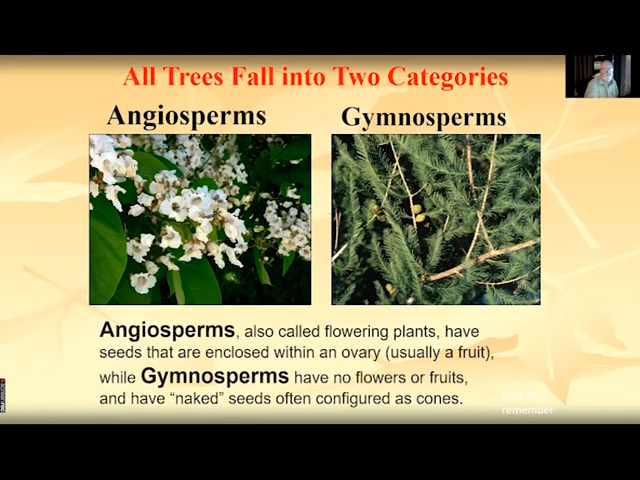 All Trees Fall into Two Categories
Angiosperms
Gymnosperms
Angiosperms, also called flowering plants, have
seeds that are enclosed within an ovary (usually a fruit),
while Gymnosperms have no flowers or fruits,
and have “naked” seeds often configured as cones.
remember